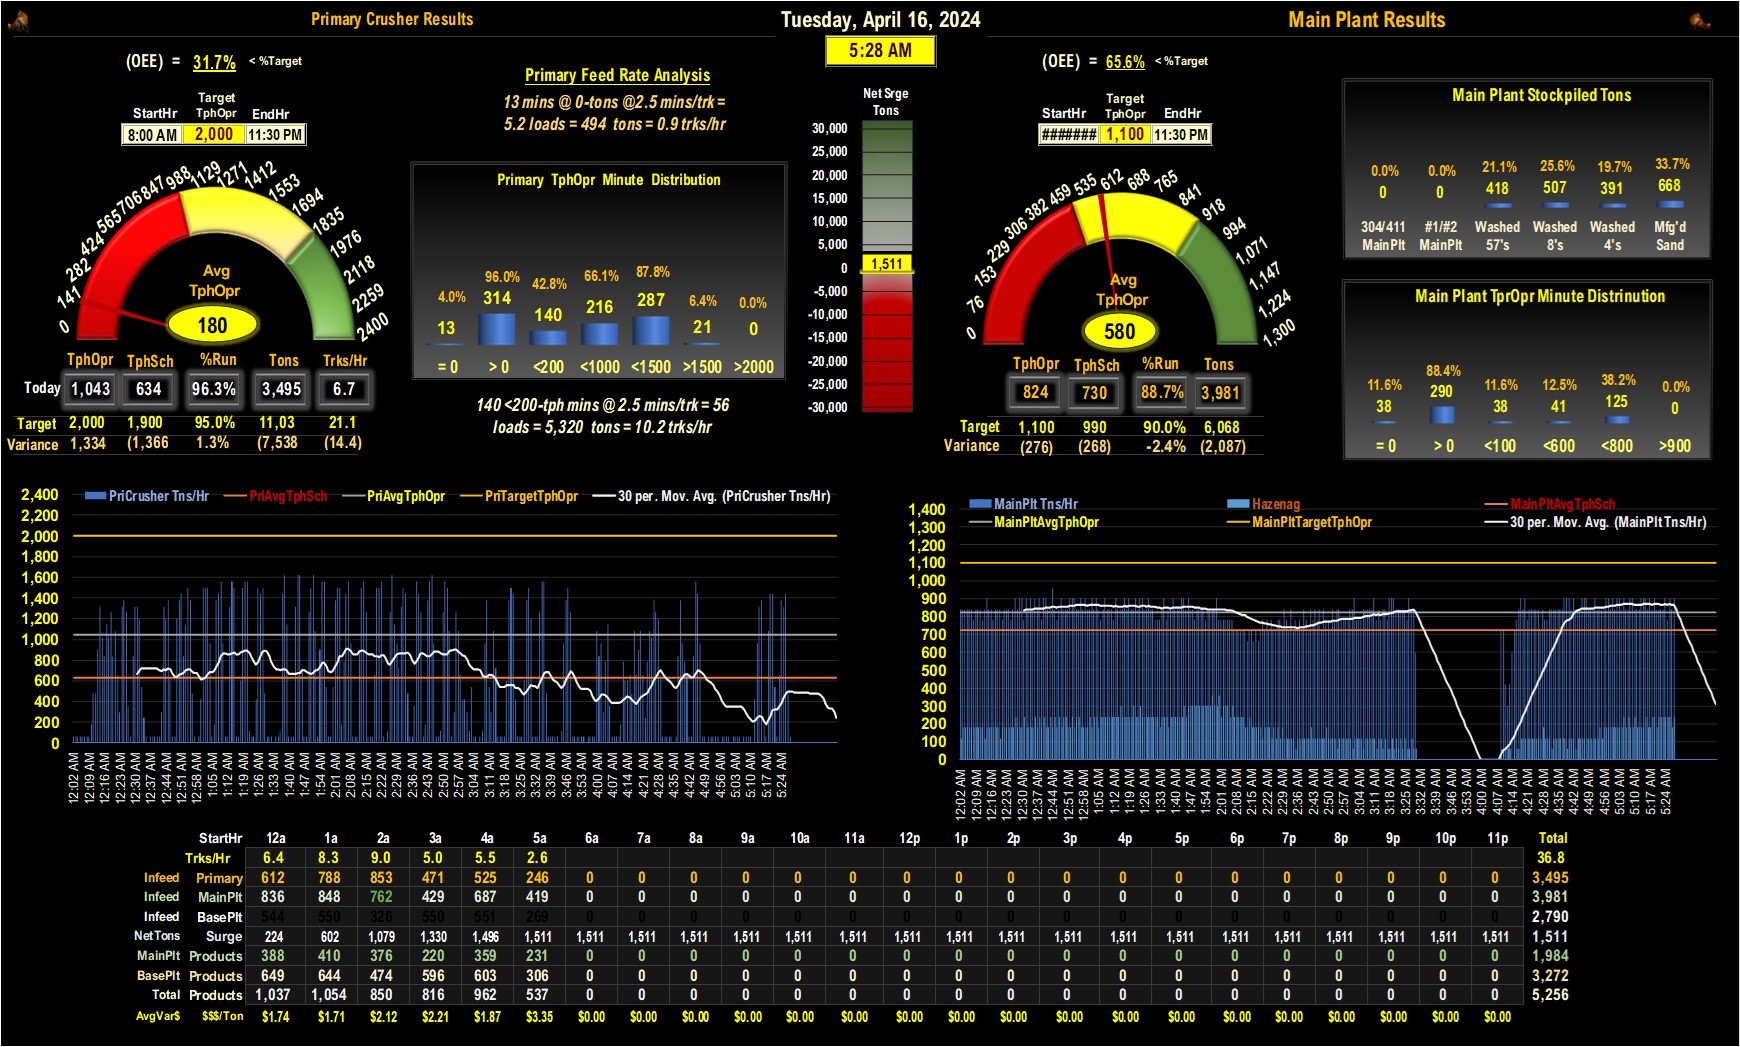 Primary Crusher Results
Tuesday, April 16, 2024
Main Plant Results
5:28 AM
(OEE) = 31.7% < %Target
Target
StartHr TphOpr EndHr
8:00 AM 2,000 11:30 PM
Primary Feed Rate Analysis
13 mins @ 0-tons @2.5 mins/trk =
5.2 loads = 494 tons = 0.9 trks/hr
Net Srge
Tons
30,000
25,000
20,000
15,000
10,000
5,000
0
1,511
-5,000
-10,000
-15,000
-20,000
-25,000
-30,000
(OEE) = 65.6% < %Target
Target
StartHr TphOpr EndHr
####### 1,100 11:30 PM
Main Plant Stockpiled Tons
0.0% 0.0% 21.1% 25.6% 19.7% 33.7%
0 0 418 507 391 668
304/411 #1/#2 Washed Washed Washed Mfg'd
MainPlt MainPlt 57's 8's 4's Sand
0 141 282 424 565 706 847 988 1129 1271 1412 1553 1694 1835 1976 2118 2259 2400
Avg
TphOpr
180
Primary TphOpr Minute Distribution
4.0% 96.0% 42.8% 66.1% 87.8% 6.4% 0.0%
13 314 140 216 287 21 0
= 0 > 0 <200 <1000 <1500 >1500 >2000
140 <200-tph mins @ 2.5 mins/trk = 56
loads = 5,320 tons = 10.2 trks/hr
0 76 153 229 306 382 459 535 612 688 765 841 918 994 1,071 1,147 1,224 1,300
Avg
TphOpr
580
Main Plant TprOpr Minute Distrinution
11.6% 88.4% 11.6% 12.5% 38.2% 0.0%
38 290 38 41 125 0
= 0 > 0 <100 <600 <800 >900
TphOpr TphSch %Run Tons Trks/Hr
Today 1,043 634 96.3% 3,495 6.7
Target 2,000 1,900 95.0% 11,03 21.1
Variance 1,334 (1,366 1.3% (7,538 (14.4)
TphOpr TphSch %Run Tons
824 730 88.7% 3,981
Target 1,100 990 90.0% 6,068
Variance (276) (268) -2.4% (2,087)
PriCrusher Tns/Hr PriAvgTphSch PriAvgTphOpr PriTargetTphOpr 30 per. Mov. Avg. (PriCrusher Tns/Hr)
2,400
2,200
2,000
1,800
1,600
1,400
1,200
1,000
800
600
400
200
0
12:02 AM 12:09 AM 12:16 AM 12:23 AM 12:30 AM 12:37 AM 12:44 AM 12:51 AM 12:58 AM 1:05 AM 1:12 AM 1:19 AM 1:26 AM 1:33 AM 1:40 AM 1:47 AM 1:54 AM 2:01 AM 2:08 AM 2:15 AM 2:22 AM 2:29 AM 2:36 AM 2:43 AM 2:50 AM 2:57 AM 3:04 AM 3:11 AM 3:18 AM 3:25 AM 3:32 AM 3:39 AM 3:46 AM 3:53 AM 4:00 AM 4:07 AM 4:14 AM 4:21 AM 4:28 AM 4:35 AM 4:42 AM 4:49 AM 4:56 AM 5:03 AM 5:10 AM 5:17 AM 5:24 AM
MainPlt Tns/Hr Hazenag MainPltAvgTphSch
MainPltAvgTphOpr MainPltTargetTphOpr 30 per. Mov. Avg. (MainPlt Tns/Hr)
1,400
1,300
1,200
1,100
1,000
900
800
700
600
500
400
300
200
100
0
12:02 AM 12:09 AM 12:16 AM 12:23 AM 12:30 AM 12:37 AM 12:44 AM 12:51 AM 12:58 AM 1:05 AM 1:12 AM 1:19 AM 1:26 AM 1:33 AM 1:40 AM 1:47 AM 1:54 AM 2:01 AM 2:08 AM 2:15 AM 2:22 AM 2:29 AM 2:36 AM 2:43 AM 2:50 AM 2:57 AM 3:04 AM 3:11 AM 3:18 AM 3:25 AM 3:32 AM 3:39 AM 3:46 AM 3:53 AM 4:00 AM 4:07 AM 4:14 AM 4:21 AM 4:28 AM 4:35 AM 4:42 AM 4:49 AM 4:56 AM 5:03 AM 5:10 AM 5:17 AM 5:24 AM
StartHr 12a 1a 2a 3a 4a 5a 6a 7a 8a 9a 10a 11a 12p 1p 2p 3p 4p 5p 6p 7p 8p 9p 10p 11p Total
Trks/Hr 6.4 8.3 9.0 5.0 5.5 2.6 36.8
Infeed Primary 612 788 853 471 525 246 0 0 0 0 0 0 0 0 0 0 0 0 0 0 0 0 0 0 3,495
Infeed MainPlt 836 848 762 429 687 419 0 0 0 0 0 0 0 0 0 0 0 0 0 0 0 0 0 0 3,981
Infeed BasePlt 544 550 326 550 551 269 0 0 0 0 0 0 0 0 0 0 0 0 0 0 0 0 0 0 2,790
NetTons Surge 224 602 1,079 1,330 1,496 1,511 1,511 1,511 1,511 1,511 1,511 1,511 1,511 1,511 1,511 1,511 1,511 1,511 1,511 1,511 1,511 1,511 1,511 1,511 1,511
MainPlt Products 388 410 376 220 359 231 0 0 0 0 0 0 0 0 0 0 0 0 0 0 0 0 0 0 1,984
BasePlt Products 649 644 474 596 603 306 0 0 0 0 0 0 0 0 0 0 0 0 0 0 0 0 0 0 3,272
Total Products 1,037 1,054 850 816 962 537 0 0 0 0 0 0 0 0 0 0 0 0 0 0 0 0 0 0 5,256
AvgVar$ $$$/Ton $1.74 $1.71 $2.12 $2.21 $1.87 $3.35 $0.00 $0.00 $0.00 $0.00 $0.00 $0.00 $0.00 $0.00 $0.00 $0.00 $0.00 $0.00 $0.00 $0.00 $0.00 $0.00 $0.00 $0.00